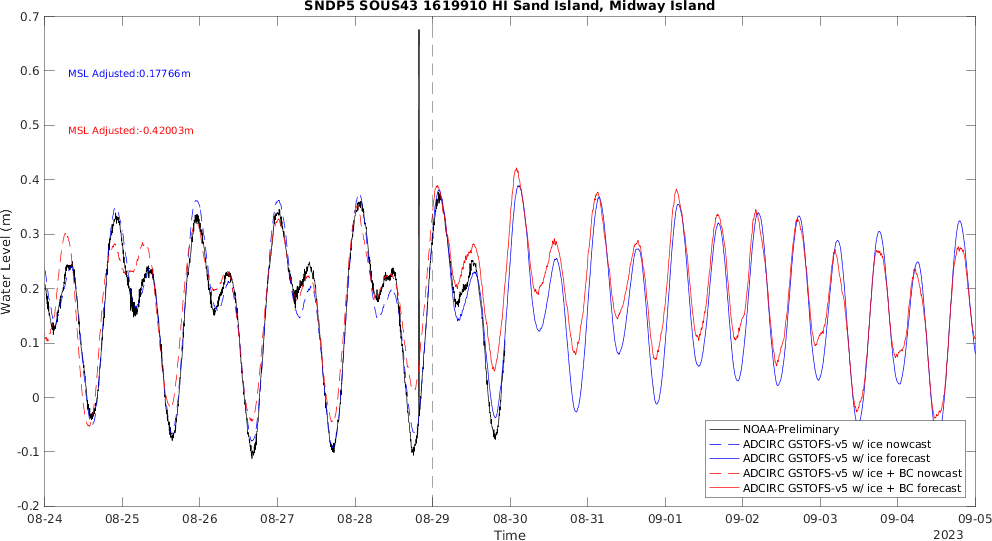 SNDP5 SOUS43 1619910 HI Sand Island, Midway Island
0.7
0.6
0.5
0.4
0.3
0.2
0.1
0
-0.1
-0.2
Water Level (m)
MSL Adjusted:0.17766m
MSL Adjusted:-0.42003m
NOAA-Preliminary
ADCIRC GSTOFS-v5 w/ ice nowcast
ADCIRC GSTOFS-v5 w/ ice forecast
ADCIRC GSTOFS-v5 w/ ice + BC nowcast
ADCIRC GSTOFS-v5 w/ ice + BC forecast
08-24 08-25 08-26 08-27 08-28 08-29 08-30 08-31 09-01 09-02 09-03 09-04 09-05
Time
2023